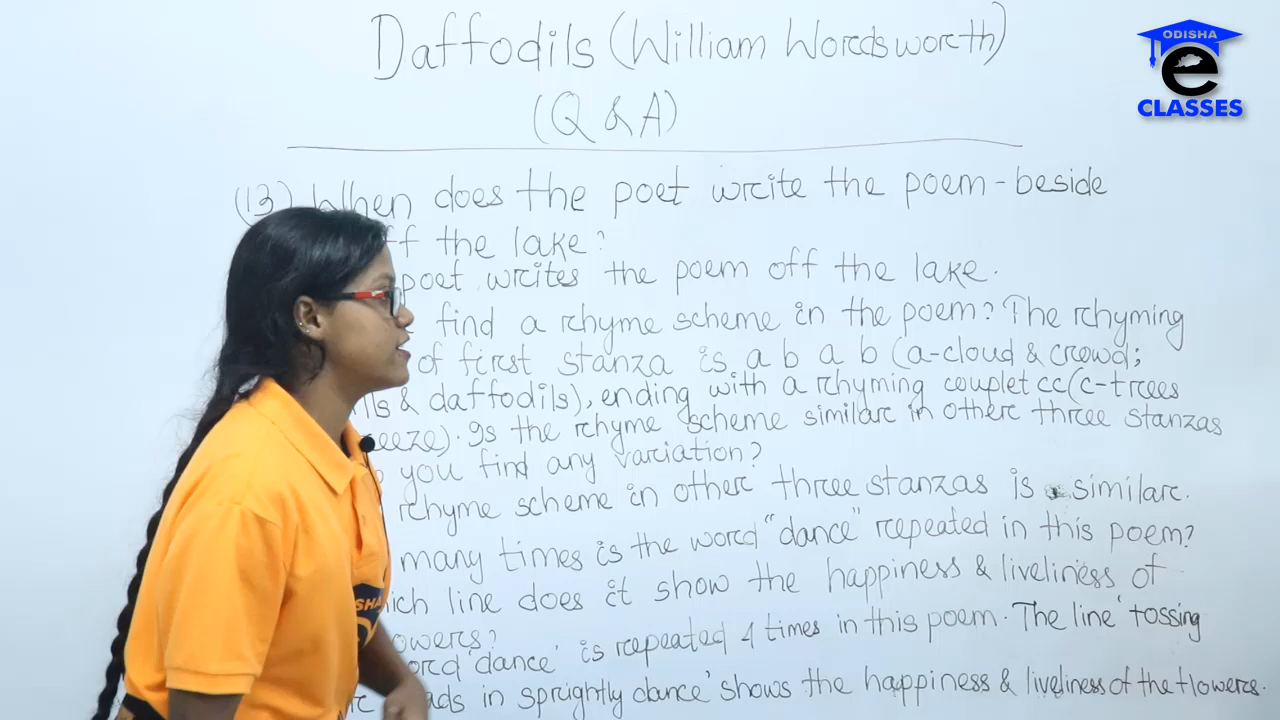 Daffodils (William Wordsworth)
(Q & A)
ODISHA
e
CLASSES
(13) When does the poet write the poem - beside
off the lake?
poet writes the poem off the lake.
find a rhyme scheme in the poem? The rhyming
of first stanza is a b a b (a-cloud & crowd;
ils & daffodils), ending with a rhyming couplet cc (c-trees
eeze). Is the rhyme scheme similar in other three stanzas
you find any variation?
rhyme scheme in other three stanzas is similar.
many times is the word "dance" repeated in this poem?
ich line does it show the happiness & liveliness of
owers?
ord 'dance' is repeated 4 times in this poem. The line 'tossing
ads in sprightly dance' shows the happiness & liveliness of the flowers.